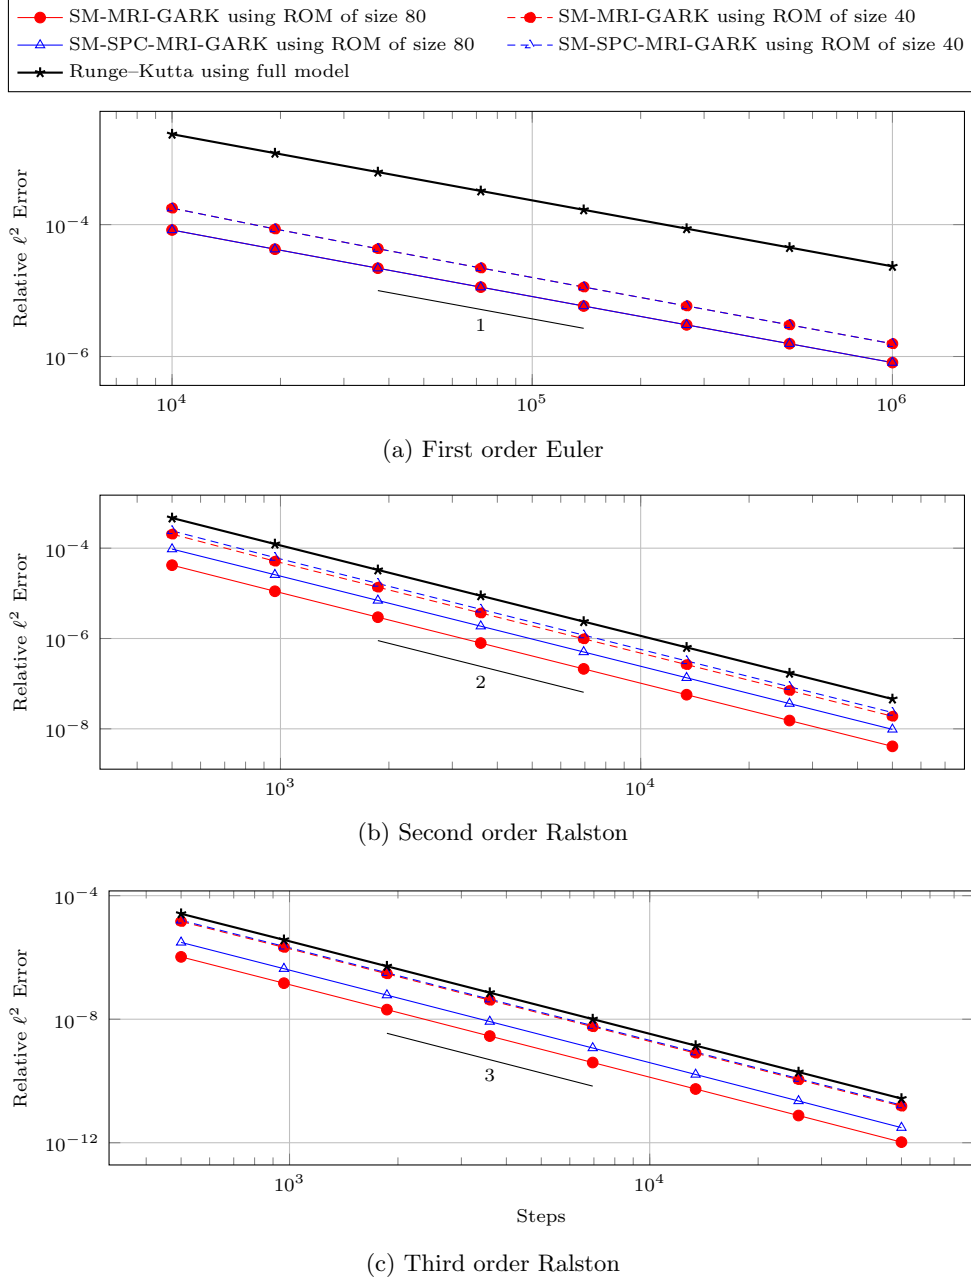 SM-MRI-GARK using ROM of size 80
SM-MRI-GARK using ROM of size 40
SM-SPC-MRI-GARK using ROM of size 80
SM-SPC-MRI-GARK using ROM of size 40
Runge–Kutta using full model
Relative ℓ² Error
10⁻⁴
10⁻⁶
1
10⁴
10⁵
10⁶
(a) First order Euler
Relative ℓ² Error
10⁻⁴
10⁻⁶
10⁻⁸
2
10³
10⁴
(b) Second order Ralston
Relative ℓ² Error
10⁻⁴
10⁻⁸
10⁻¹²
3
10³
10⁴
Steps
(c) Third order Ralston